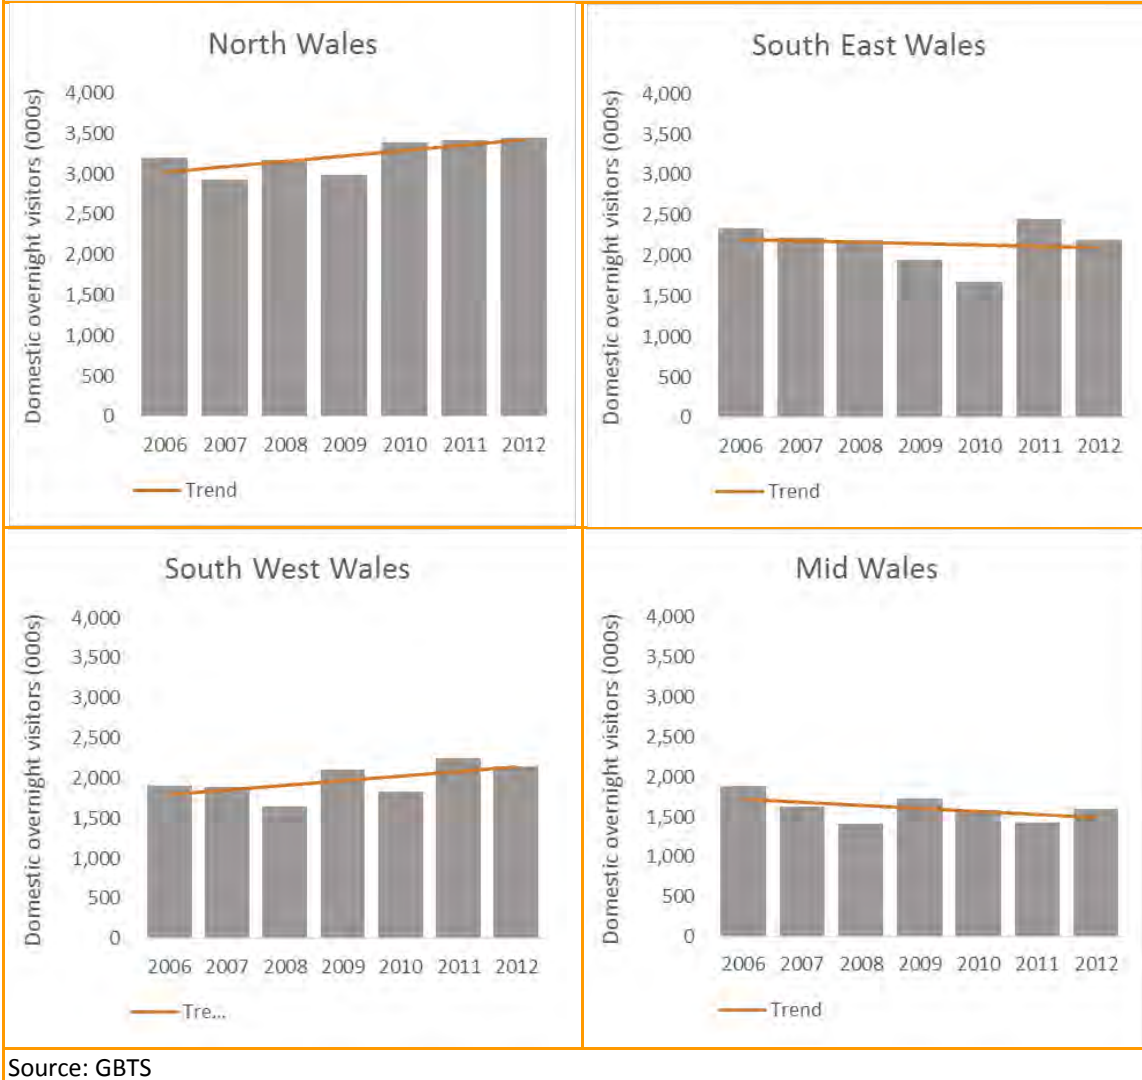 North Wales
Domestic overnight visitors (000s)
4,000
3,500
3,000
2,500
2,000
1,500
1,000
500
0
2006 2007 2008 2009 2010 2011 2012
Trend
South East Wales
Domestic overnight visitors (000s)
4,000
3,500
3,000
2,500
2,000
1,500
1,000
500
0
2006 2007 2008 2009 2010 2011 2012
Trend
South West Wales
Domestic overnight visitors (000s)
4,000
3,500
3,000
2,500
2,000
1,500
1,000
500
0
2006 2007 2008 2009 2010 2011 2012
Tre...
Mid Wales
Domestic overnight visitors (000s)
4,000
3,500
3,000
2,500
2,000
1,500
1,000
500
0
2006 2007 2008 2009 2010 2011 2012
Trend
Source: GBTS